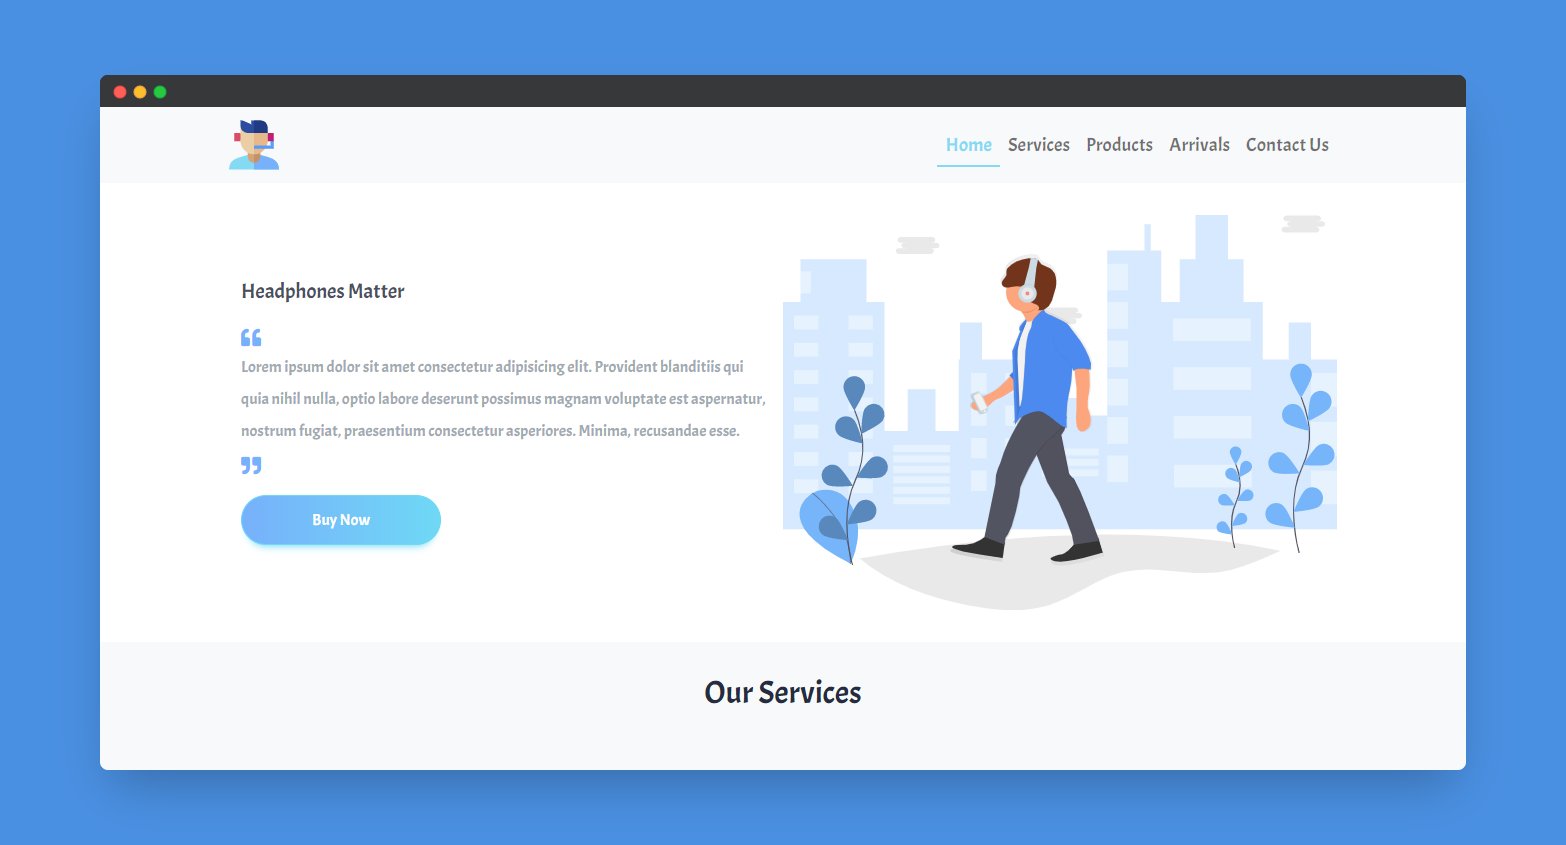 Home Services Products Arrivals Contact Us
Headphones Matter
Lorem ipsum dolor sit amet consectetur adipisicing elit. Provident blanditiis qui
quia nihil nulla, optio labore deserunt possimus magnam voluptate est aspernatur,
nostrum fugiat, praesentium consectetur asperiores. Minima, recusandae esse.
Buy Now
Our Services